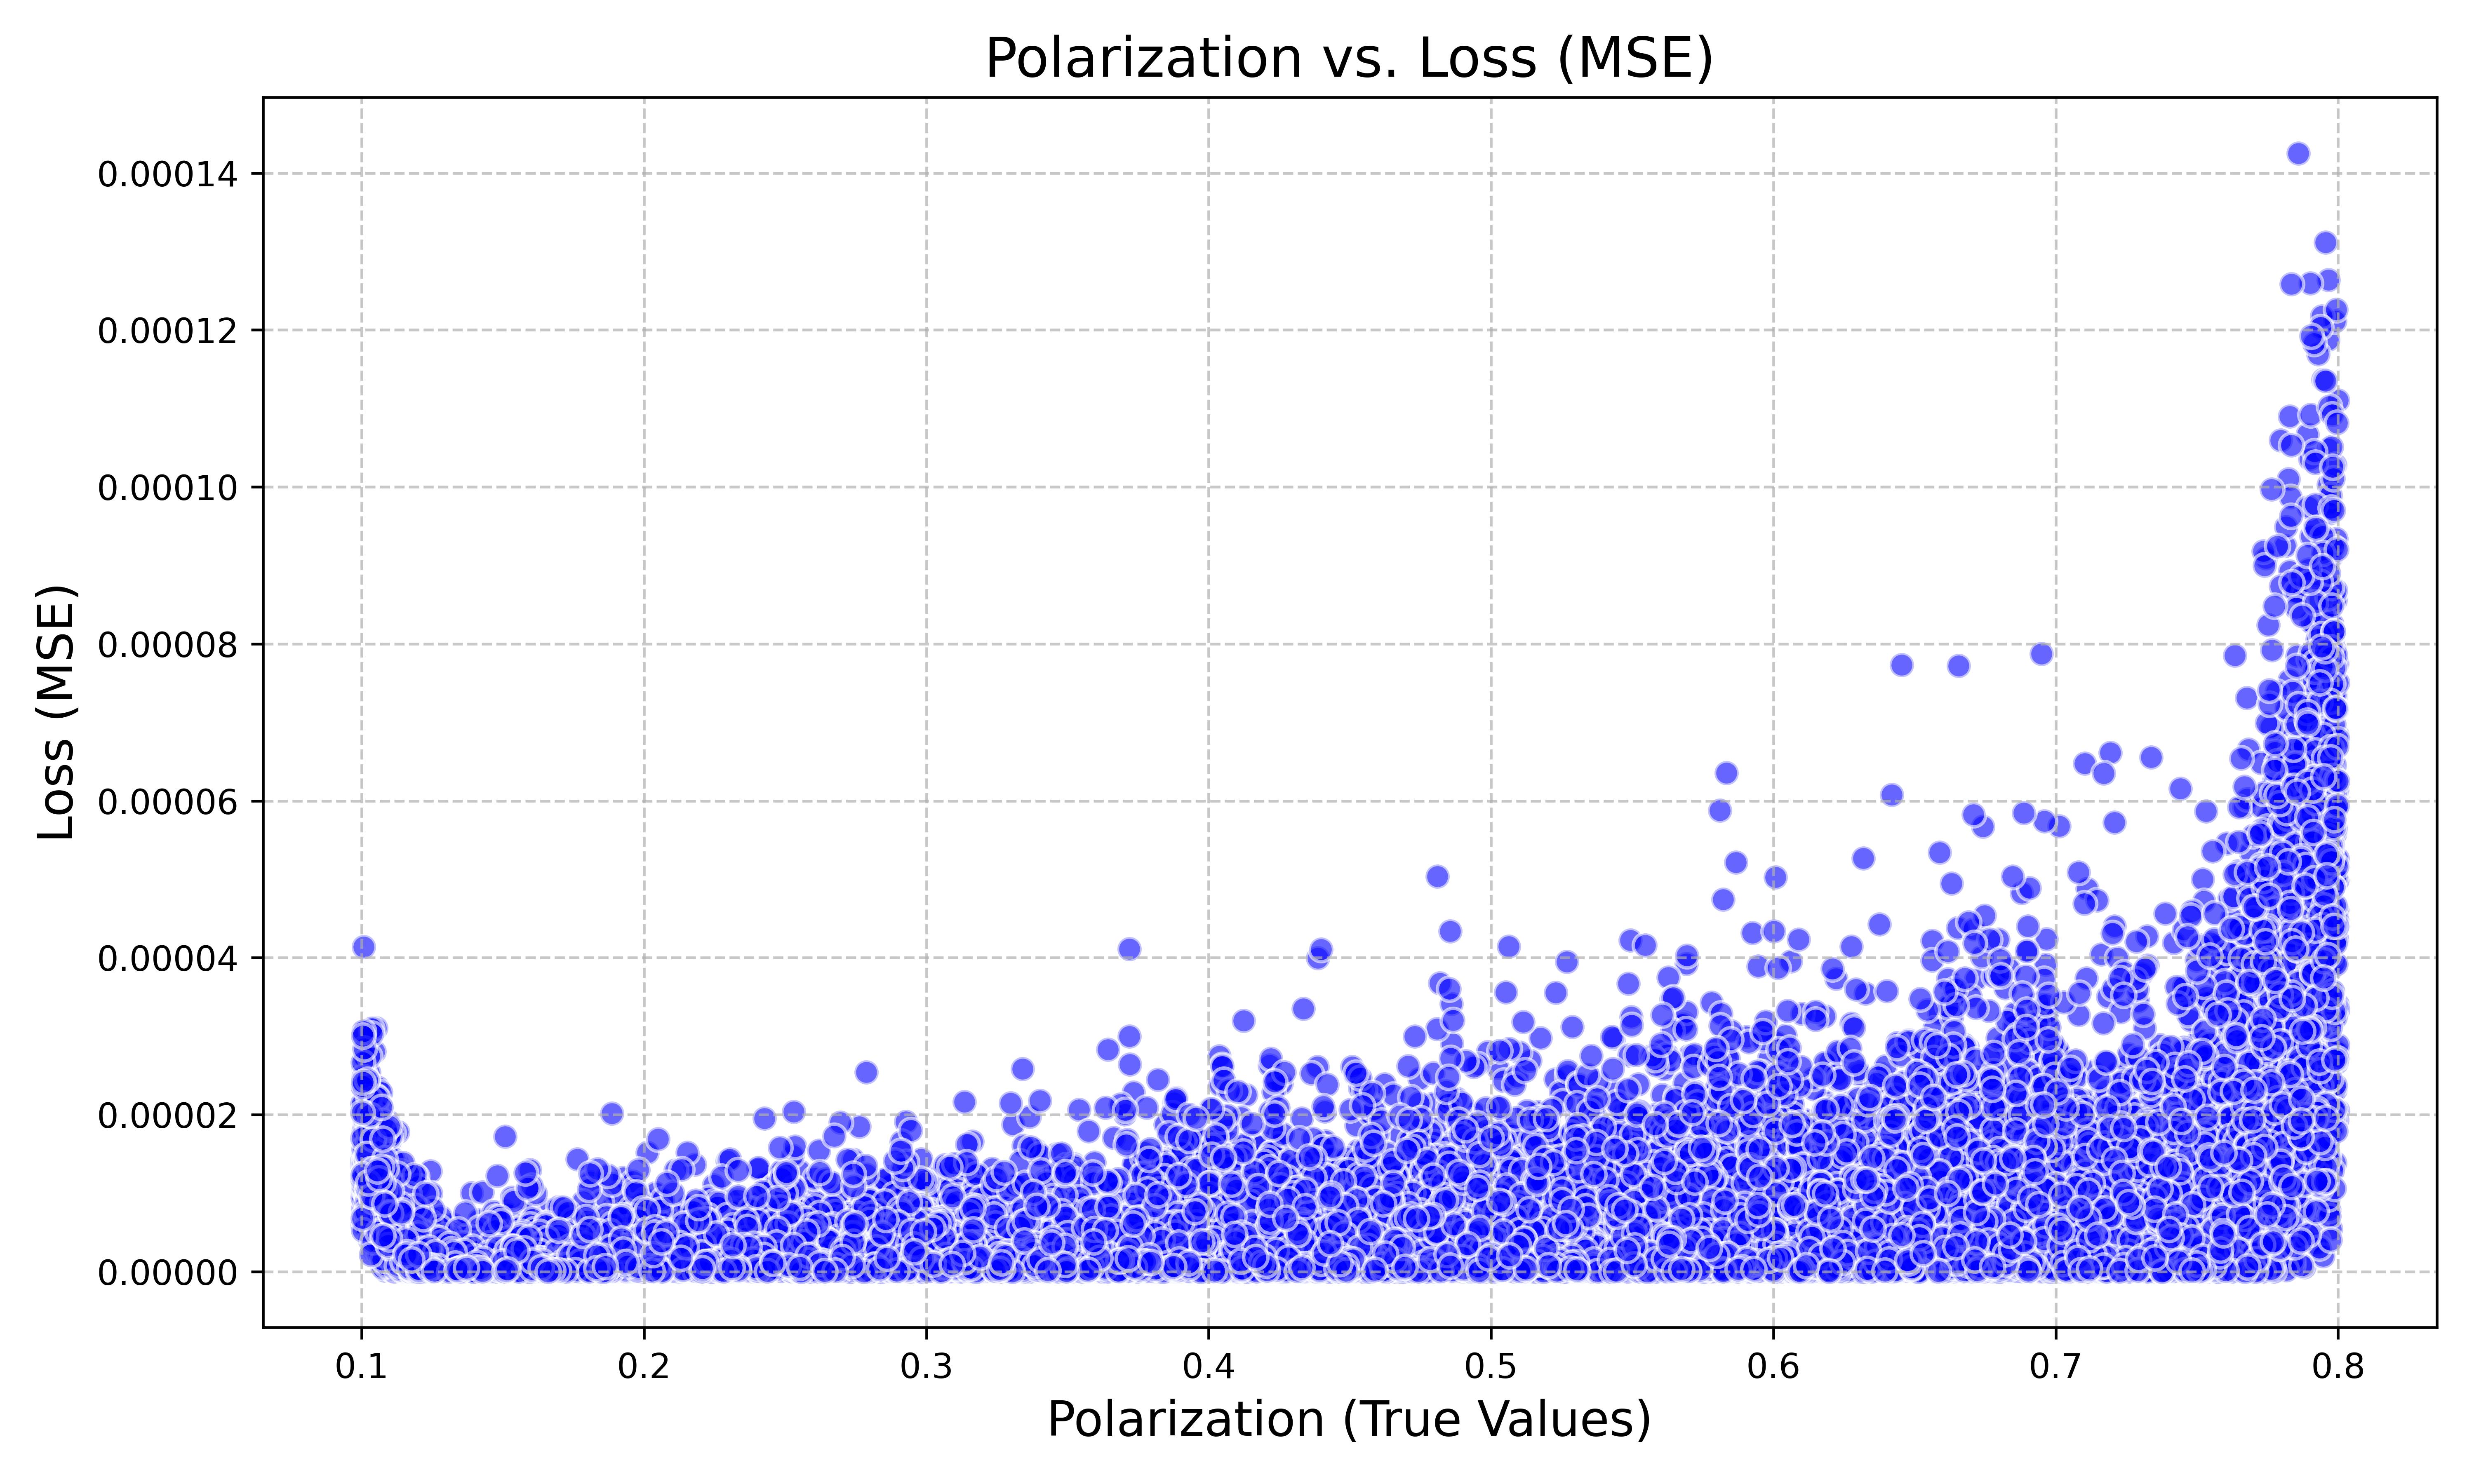 Polarization vs. Loss (MSE)
Loss (MSE)
0.00014
0.00012
0.00010
0.00008
0.00006
0.00004
0.00002
0.00000
0.1 0.2 0.3 0.4 0.5 0.6 0.7 0.8
Polarization (True Values)